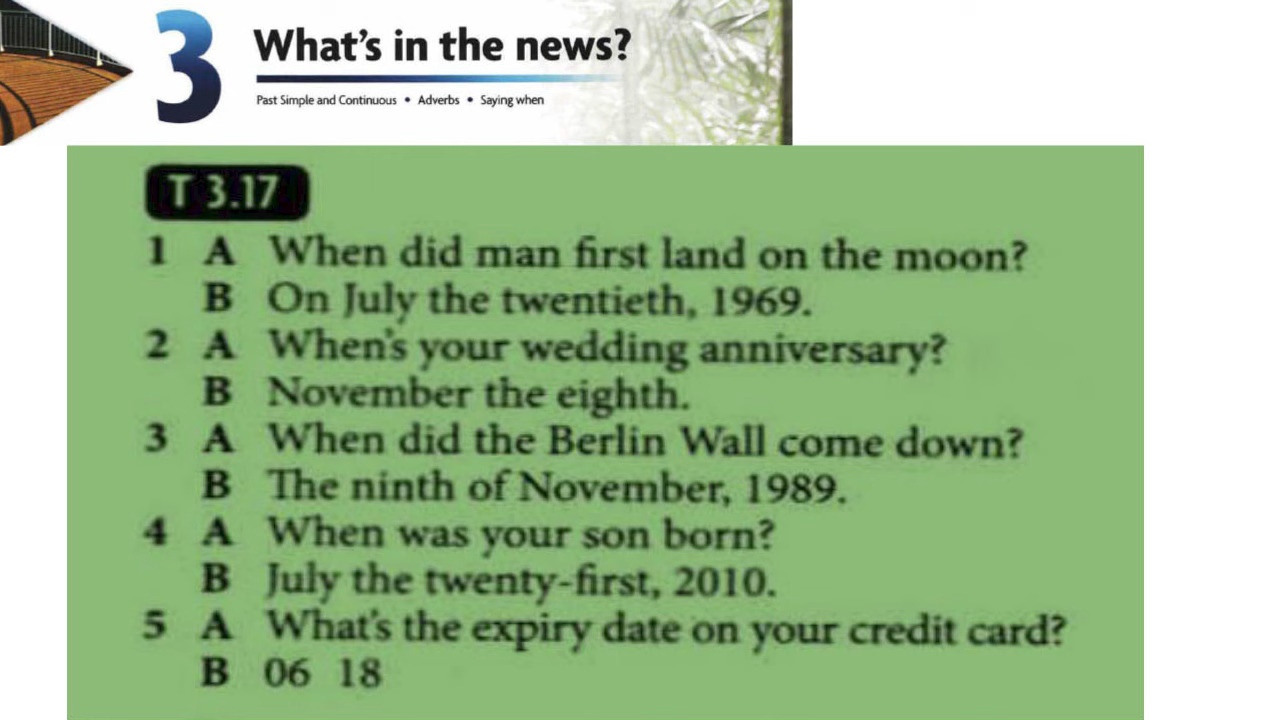 3 What's in the news?
Past Simple and Continuous • Adverbs • Saying when
T 3.17
1 A When did man first land on the moon?
B On July the twentieth, 1969.
2 A When's your wedding anniversary?
B November the eighth.
3 A When did the Berlin Wall come down?
B The ninth of November, 1989.
4 A When was your son born?
B July the twenty-first, 2010.
5 A What's the expiry date on your credit card?
B 06 18